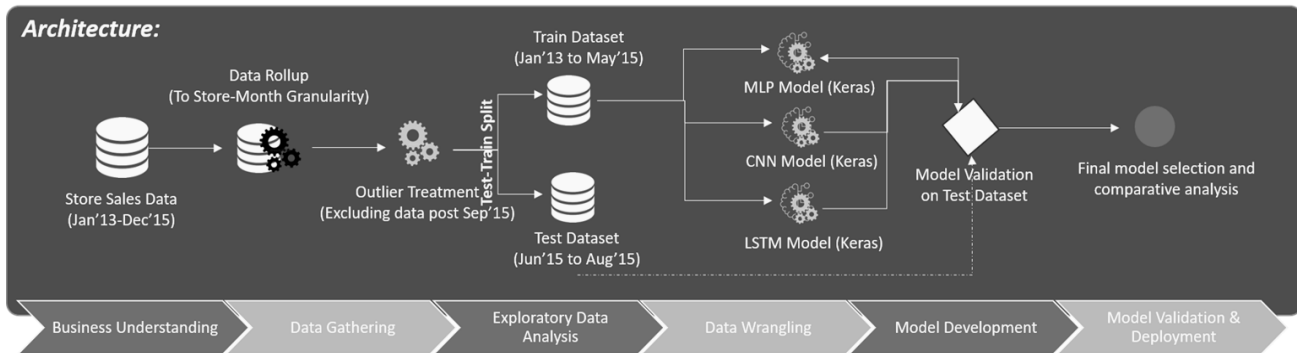 Architecture:
Data Rollup
(To Store-Month Granularity)
Store Sales Data
(Jan’13-Dec’15)
Outlier Treatment
(Excluding data post Sep’15)
Test-Train Split
Train Dataset
(Jan’13 to May’15)
Test Dataset
(Jun’15 to Aug’15)
MLP Model (Keras)
CNN Model (Keras)
LSTM Model (Keras)
Model Validation
on Test Dataset
Final model selection and
comparative analysis
Business Understanding
Data Gathering
Exploratory Data
Analysis
Data Wrangling
Model Development
Model Validation &
Deployment